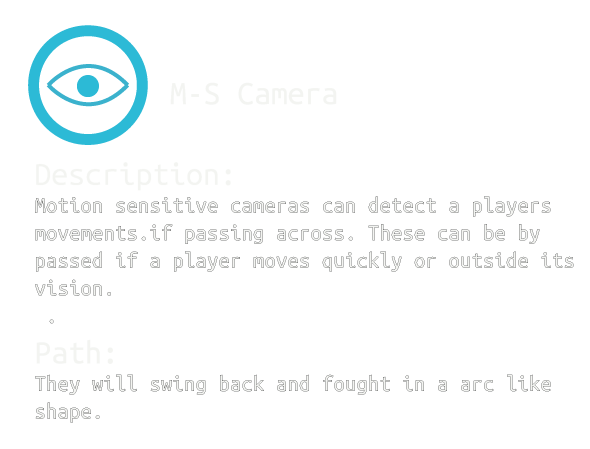 M-S Camera
Description:
Motion sensitive cameras can detect a players
movements.if passing across. These can be by
passed if a player moves quickly or outside its
vision.
.
Path:
They will swing back and fought in a arc like
shape.